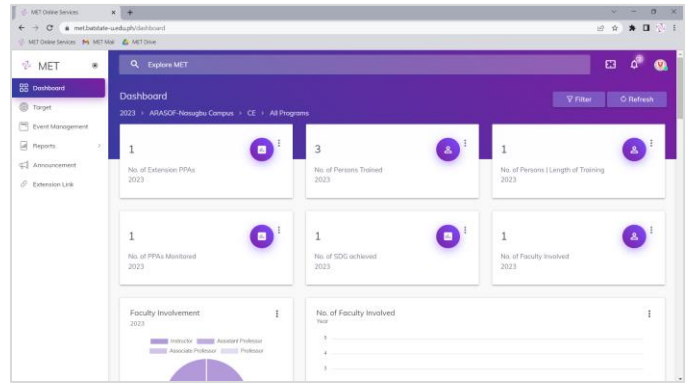 MET Online Services
met.batstate-u.edu.ph/dashboard
MET Online Services MET Mail MET Drive
MET
Explore MET
Dashboard
Target
Event Management
Reports
Announcement
Extension Link
Dashboard
2023 › ARASOF-Nasugbu Campus › CE › All Programs
Filter
Refresh
1
No. of Extension PPAs
2023
3
No. of Persons Trained
2023
1
No. of Persons | Length of Training
2023
1
No. of PPAs Monitored
2023
1
No. of SDG achieved
2023
1
No. of Faculty Involved
2023
Faculty Involvement
2023
Instructor Assistant Professor
Associate Professor Professor
No. of Faculty Involved
Year
5
4
3